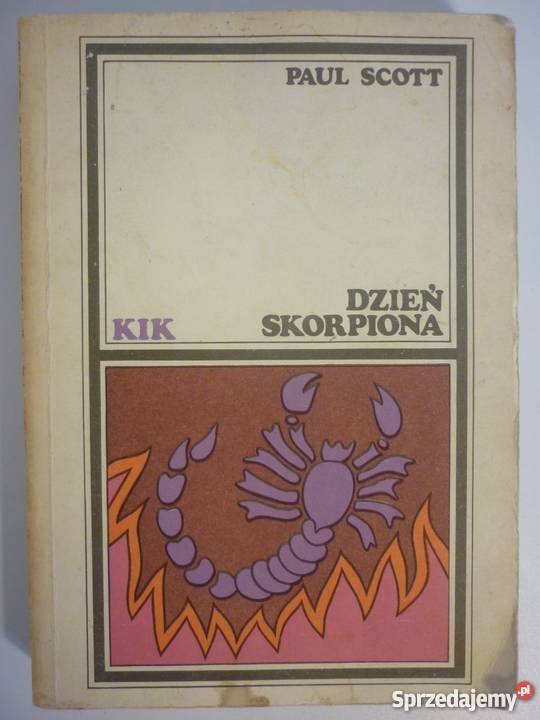 PAUL SCOTT
DZIEŃ
KIK SKORPIONA
Sprzedajemy.pl